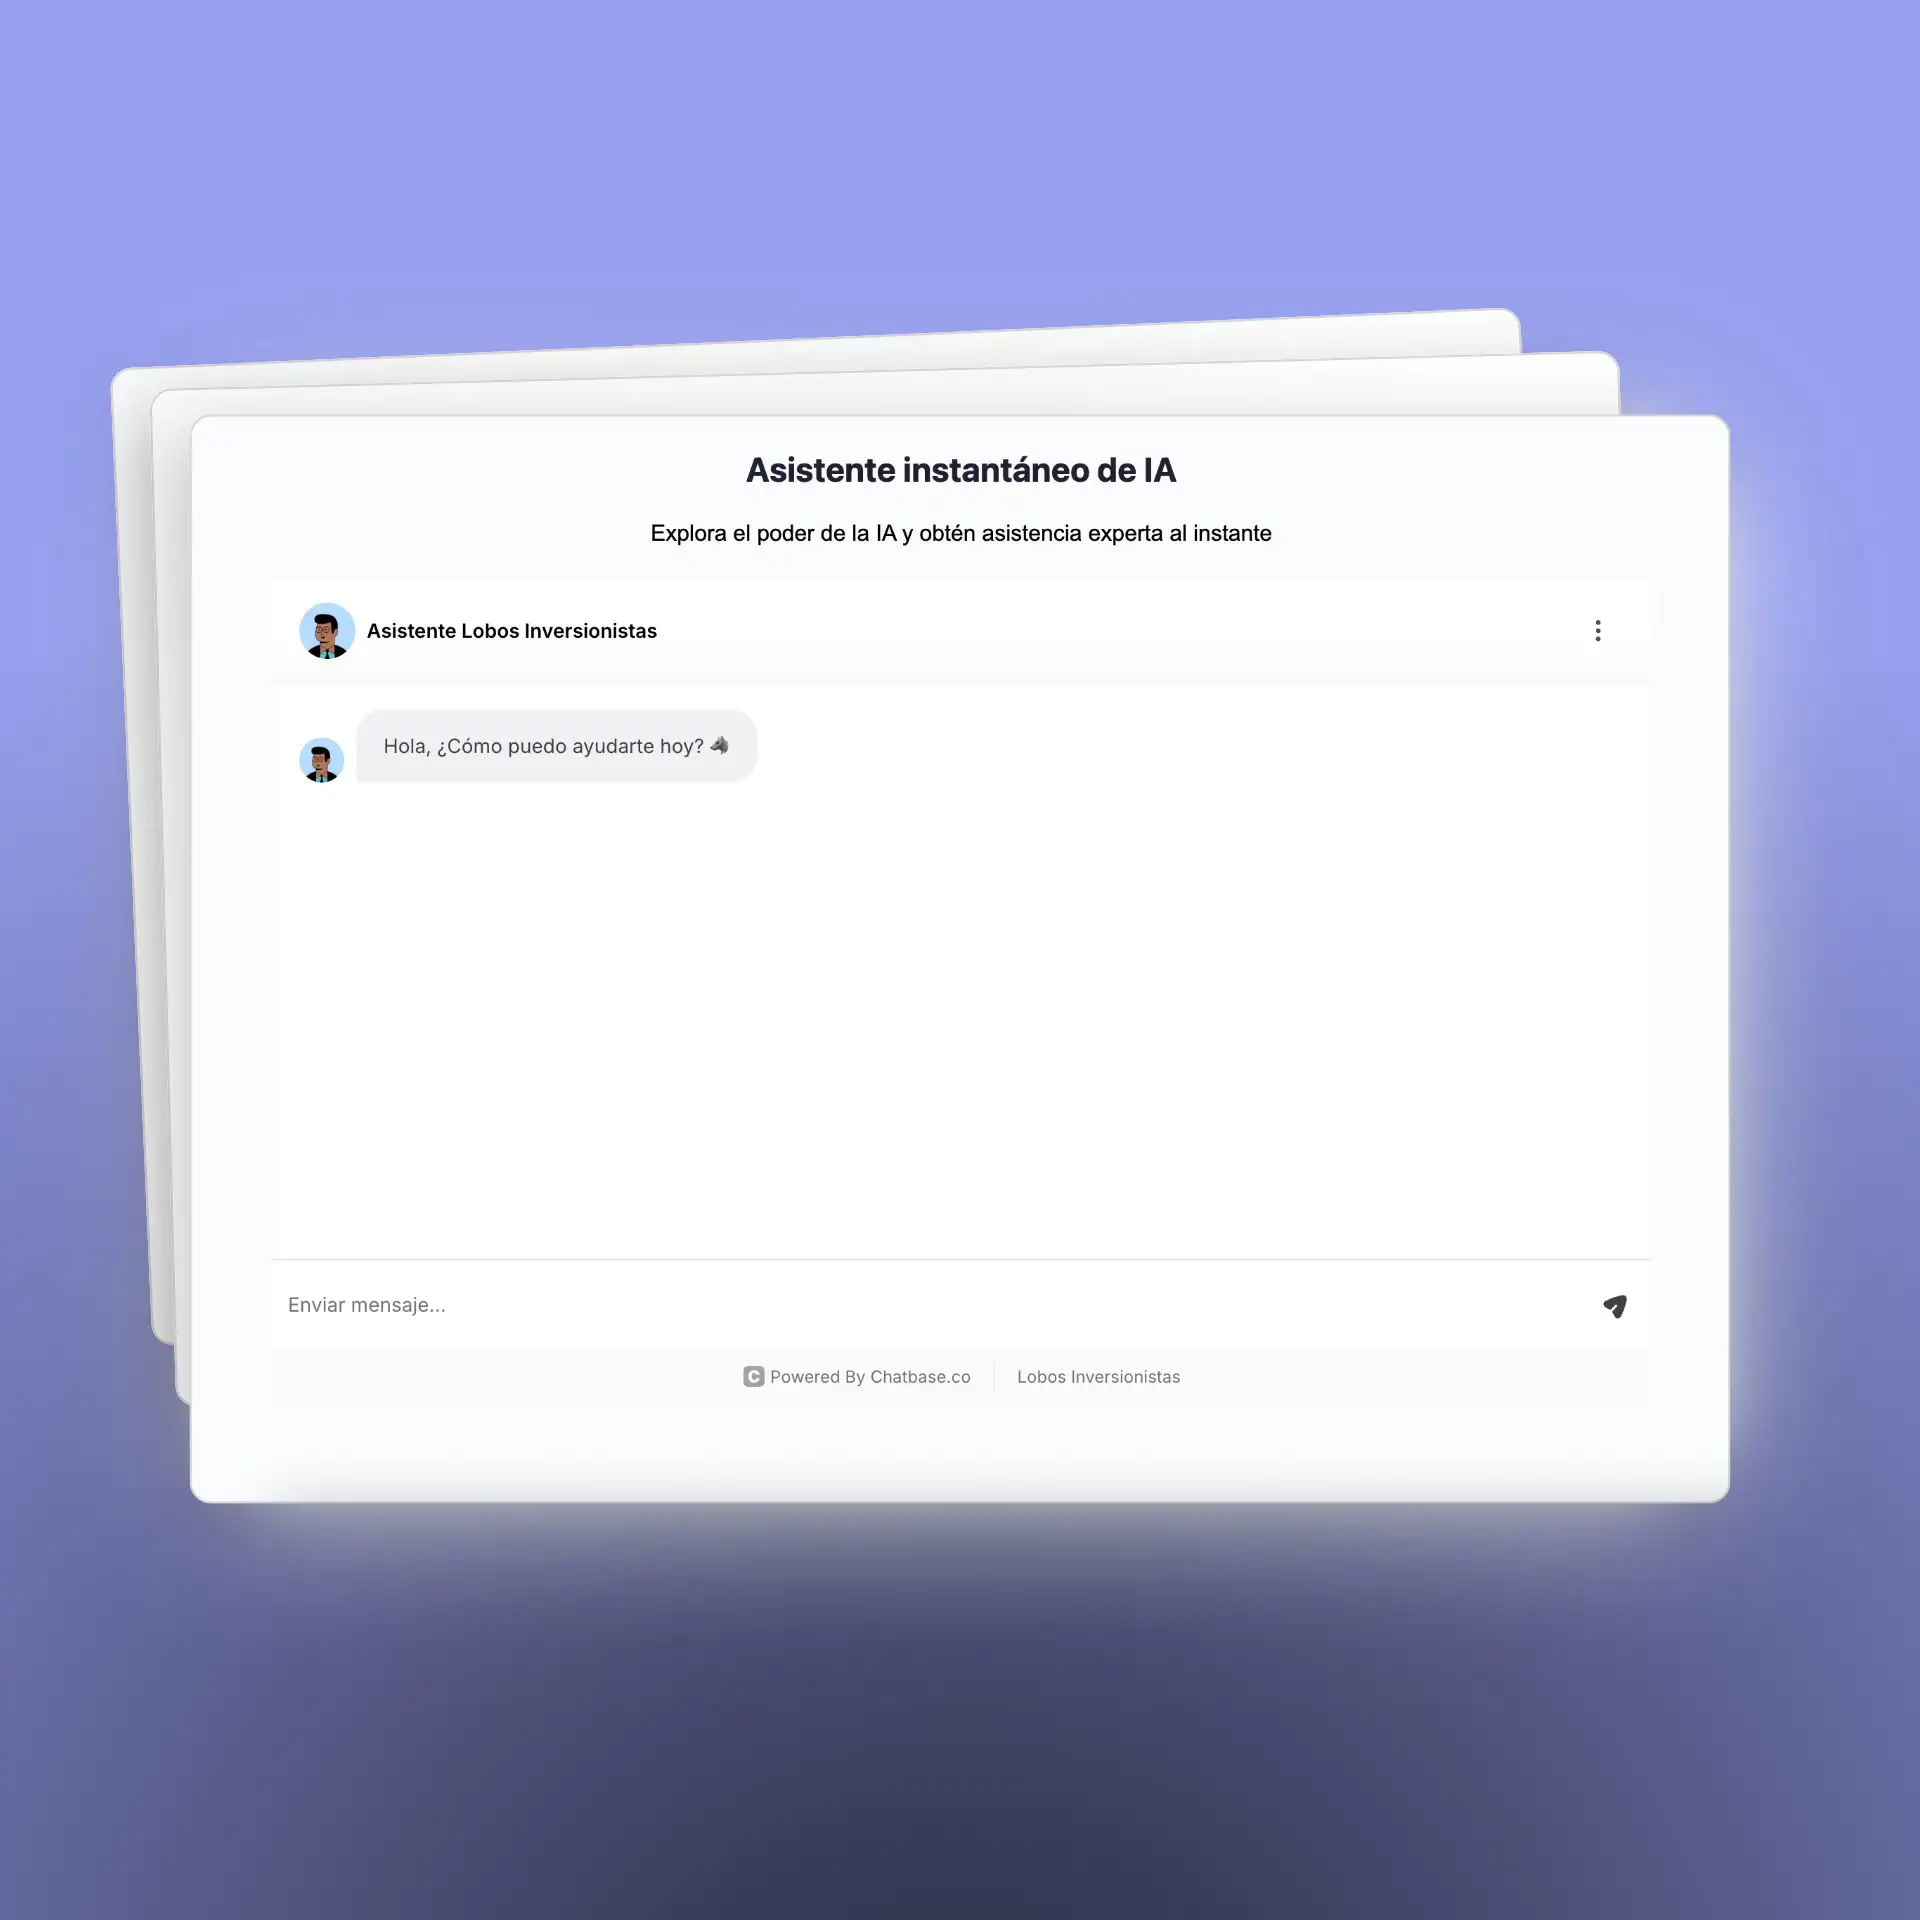 Asistente instantáneo de IA
Explora el poder de la IA y obtén asistencia experta al instante
Asistente Lobos Inversionistas
Hola, ¿Cómo puedo ayudarte hoy? 🐺
Enviar mensaje...
C Powered By Chatbase.co
Lobos Inversionistas